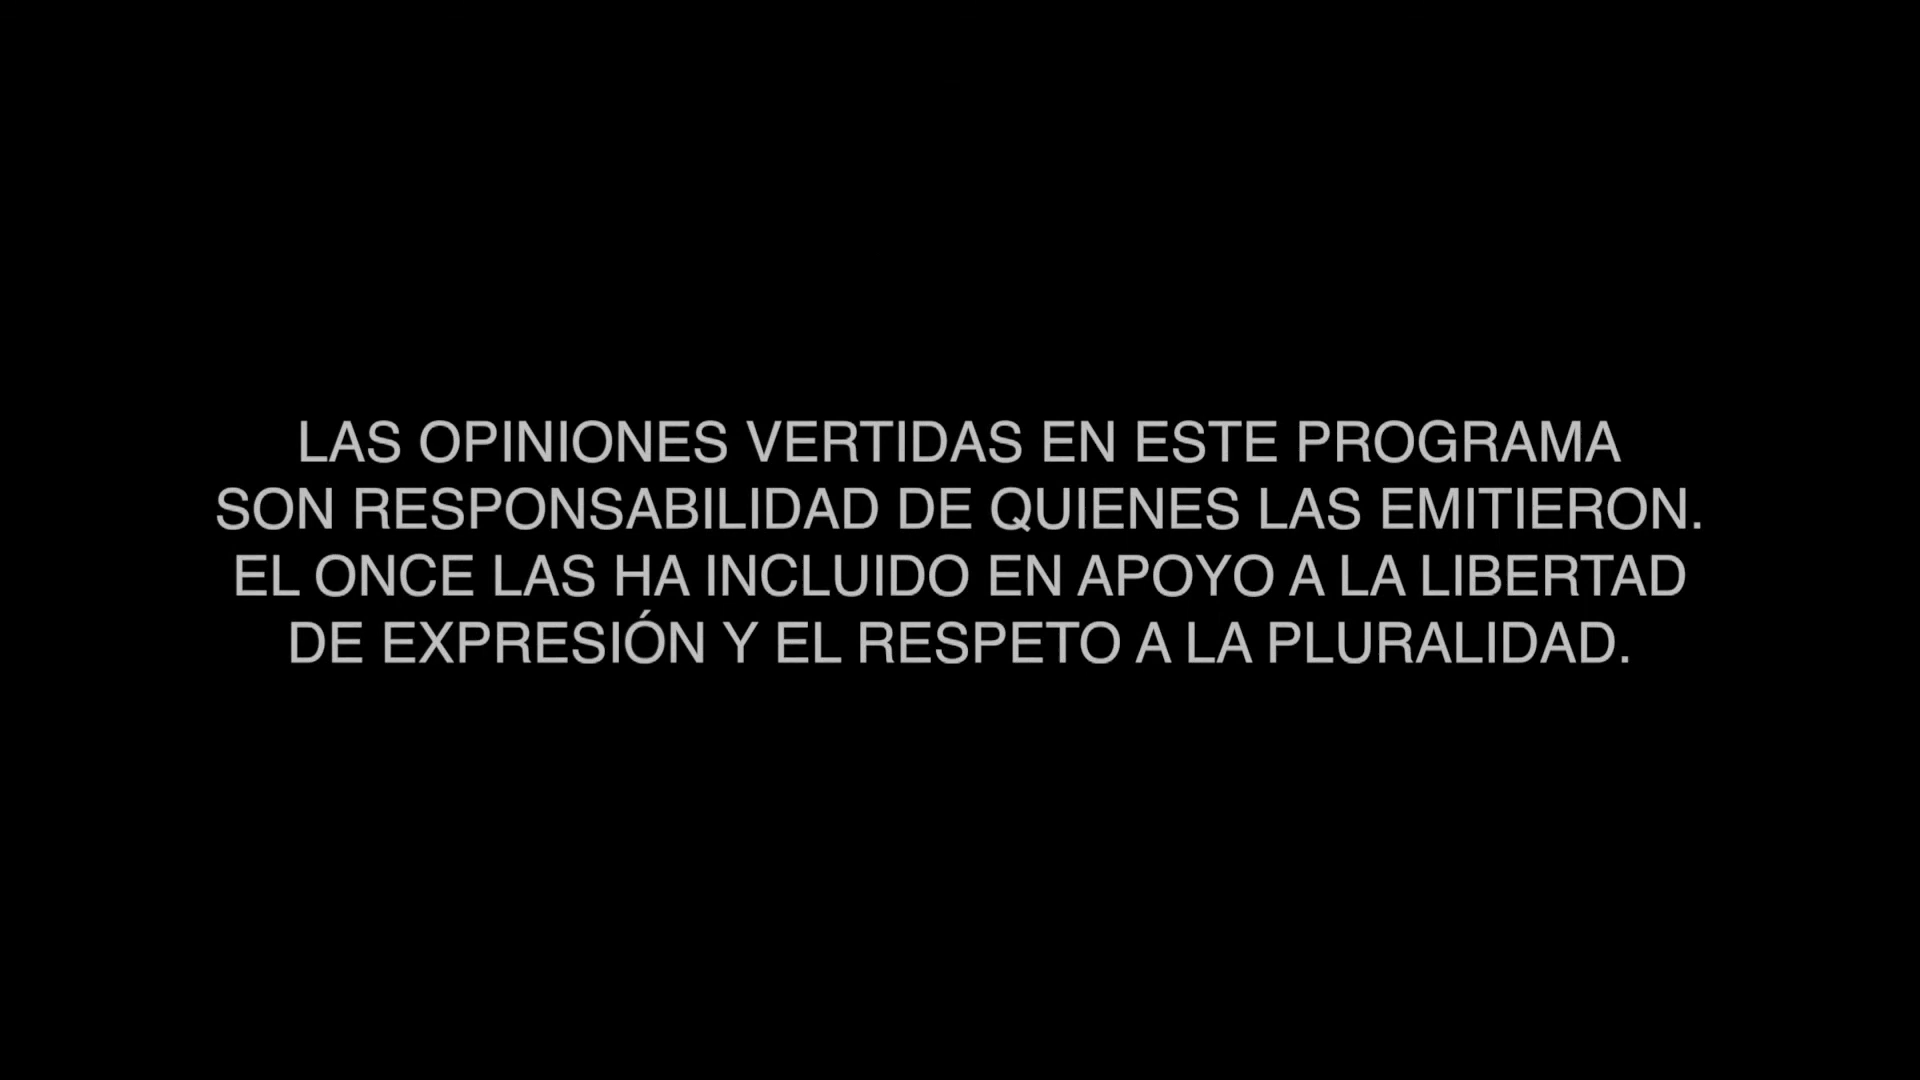 LAS OPINIONES VERTIDAS EN ESTE PROGRAMA
SON RESPONSABILIDAD DE QUIENES LAS EMITIERON.
EL ONCE LAS HA INCLUIDO EN APOYO A LA LIBERTAD
DE EXPRESIÓN Y EL RESPETO A LA PLURALIDAD.